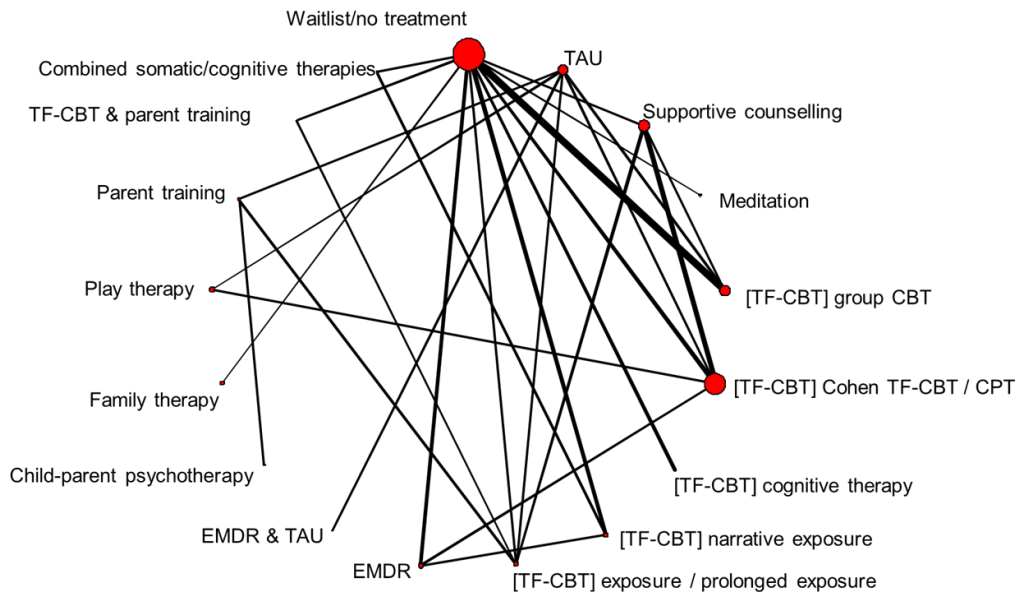 Waitlist/no treatment
TAU
Combined somatic/cognitive therapies
TF-CBT & parent training
Supportive counselling
Parent training
Meditation
Play therapy
[TF-CBT] group CBT
Family therapy
[TF-CBT] Cohen TF-CBT / CPT
Child-parent psychotherapy
[TF-CBT] cognitive therapy
EMDR & TAU
[TF-CBT] narrative exposure
EMDR
[TF-CBT] exposure / prolonged exposure